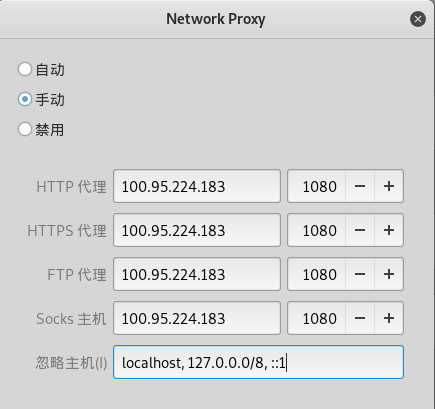 Network Proxy
自动
手动
禁用
HTTP 代理 100.95.224.183 1080
HTTPS 代理 100.95.224.183 1080
FTP 代理 100.95.224.183 1080
Socks 主机 100.95.224.183 1080
忽略主机(I) localhost, 127.0.0.0/8, ::1